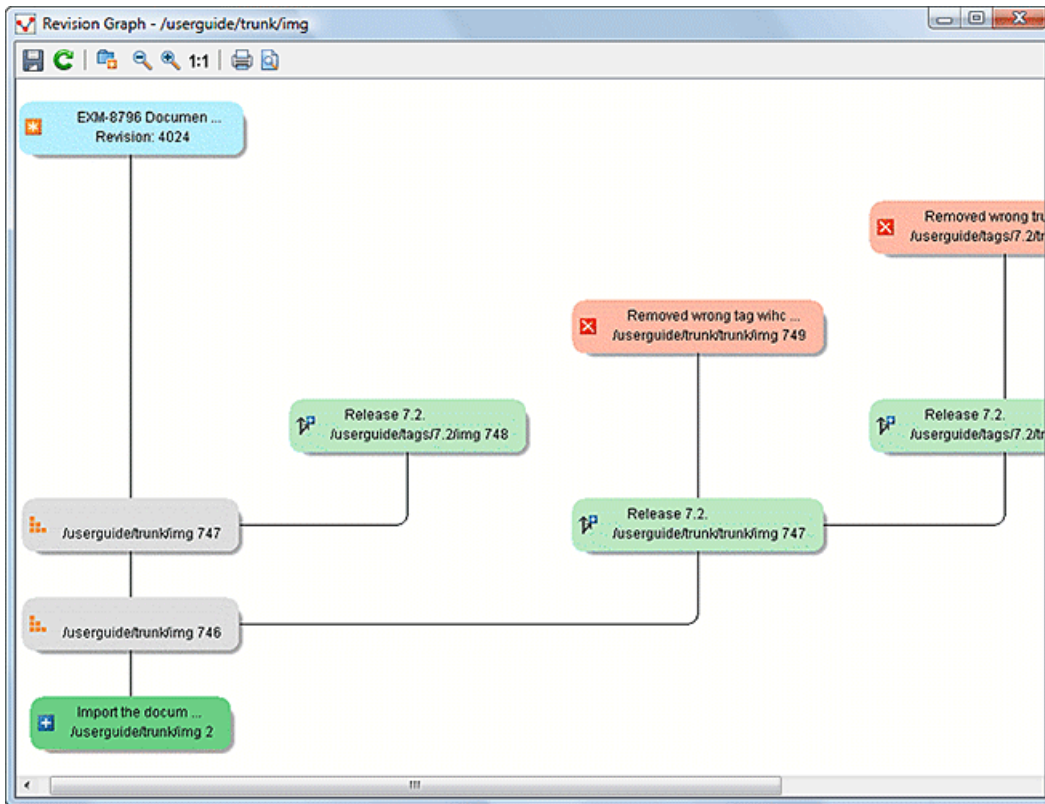 Revision Graph - /userguide/trunk/img
1:1
EXM-8796 Documen ...
Revision: 4024
Removed wrong tru
/userguide/tags/7.2/tr
Removed wrong tag wihc ...
/userguide/trunk/trunk/img 749
Release 7.2.
/userguide/tags/7.2/img 748
Release 7.2.
/userguide/tags/7.2/tr
/userguide/trunk/img 747
Release 7.2.
/userguide/trunk/trunk/img 747
/userguide/trunk/img 746
Import the docum ...
/userguide/trunk/img 2